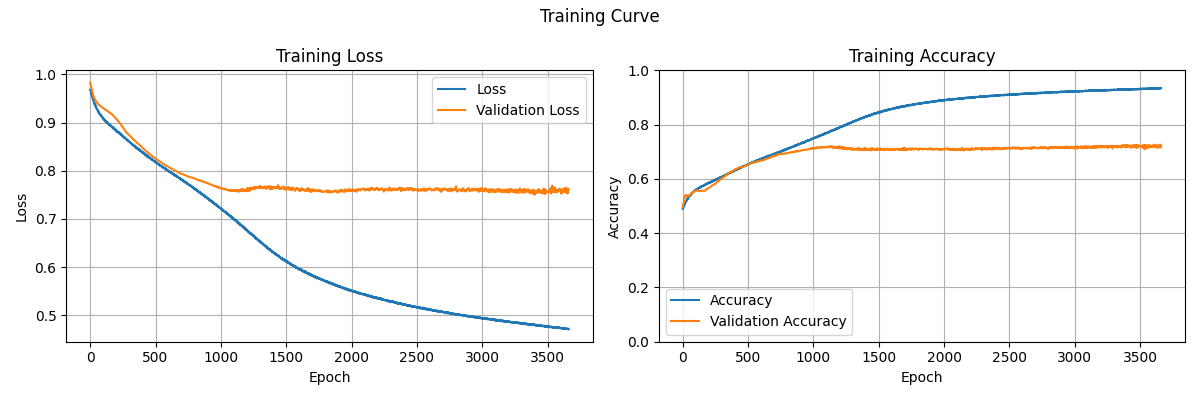 Training Curve
Training Loss
1.0
0.9
0.8
0.7
0.6
0.5
Loss
0
500
1000
1500
2000
2500
3000
3500
Epoch
Loss
Validation Loss
Training Accuracy
1.0
0.8
0.6
0.4
0.2
0.0
Accuracy
0
500
1000
1500
2000
2500
3000
3500
Epoch
Accuracy
Validation Accuracy